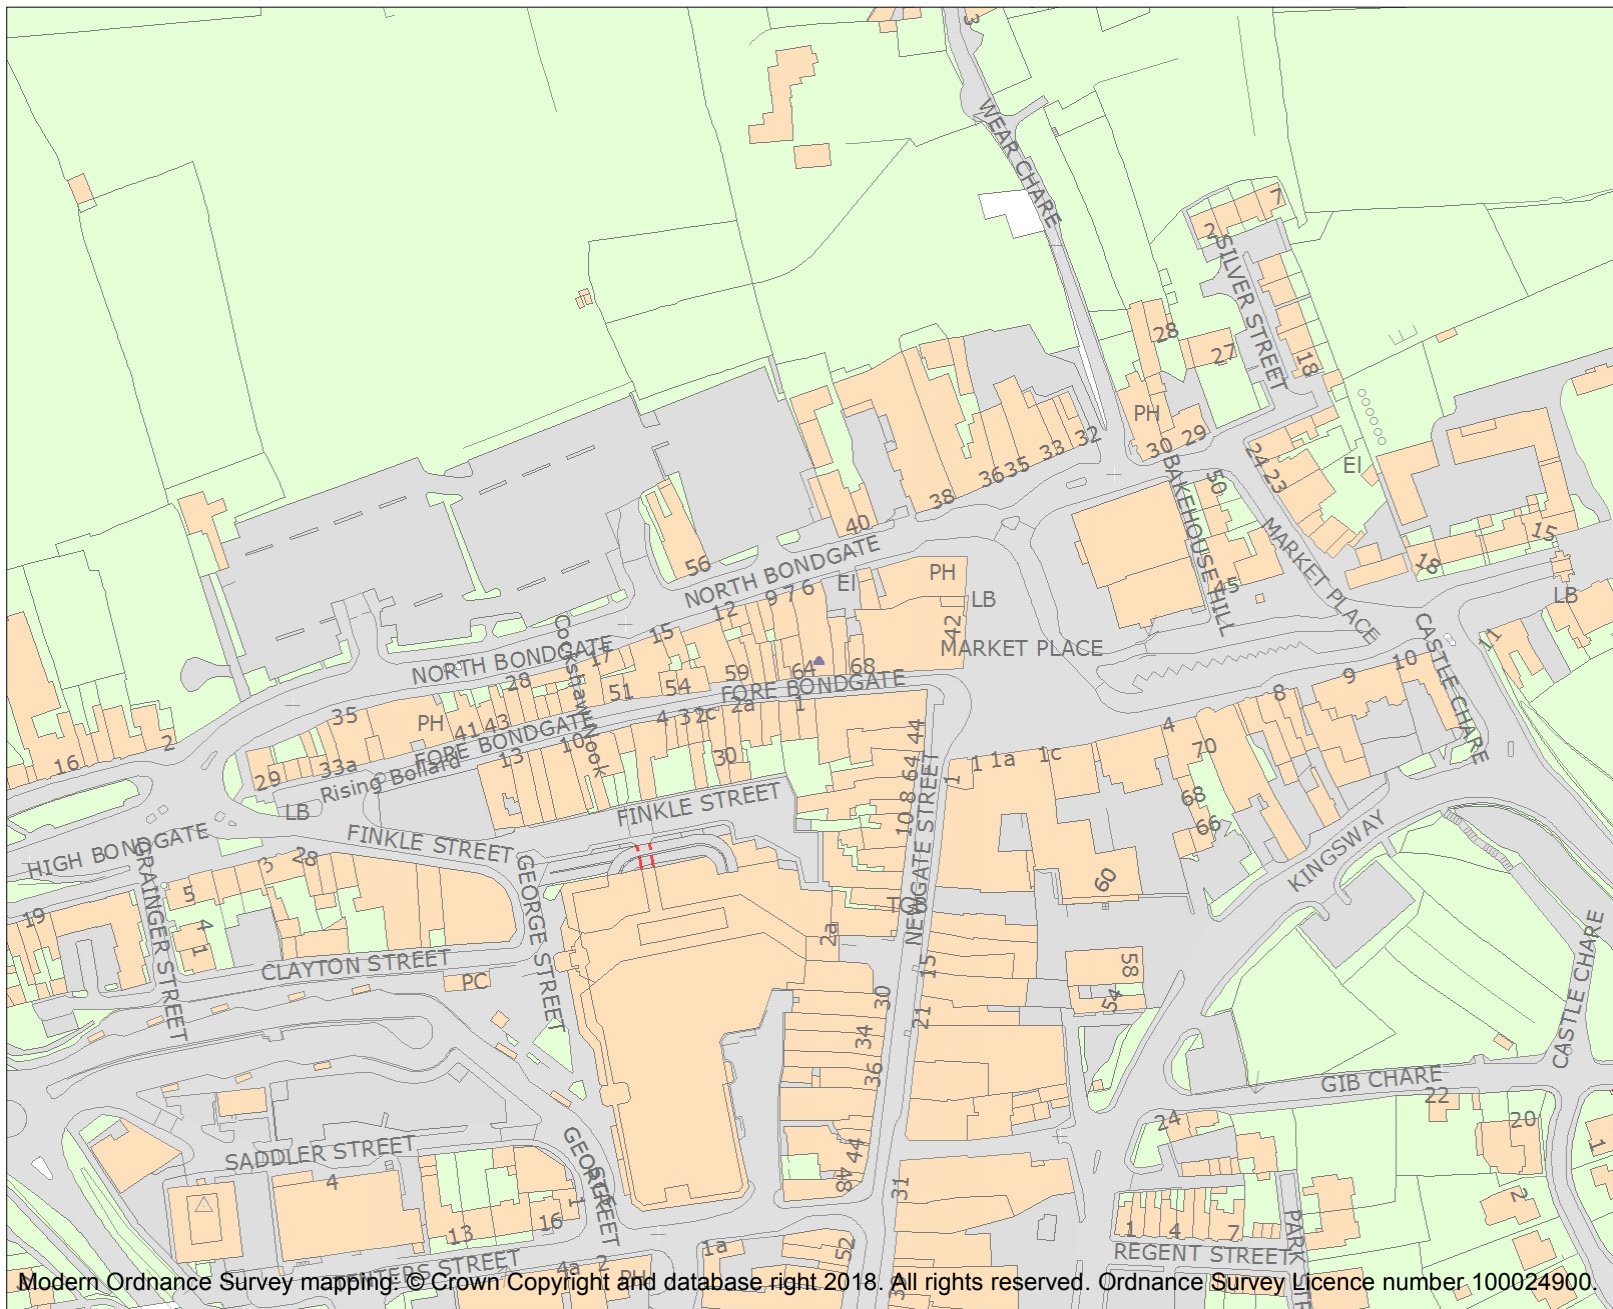 3
WEAR CHARE
7
2
SILVER STREET
28
27
18
PH
30
29
32
33
35
36
38
24
23
EI
BAKEHOUSE HILL
50
MARKET PLACE
45
18
15
LB
40
56
NORTH BONDGATE
EI
PH
LB
42
MARKET PLACE
12
9
7
6
15
17
Cockshaw Nook
NORTH BONDGATE
28
51
54
59
64
68
FORE BONDGATE
35
PH
41
43
FORE BONDGATE
33a
29
Rising Bollard
LB
2
16
13
10
4
3
2c
2a
1
30
44
64
8
10
NEWGATE STREET
1
1
1a
1c
4
70
68
66
60
8
9
10
CASTLE CHARE
11
KINGSWAY
FINKLE STREET
FINKLE STREET
HIGH BONDGATE
GRAINGER STREET
GEORGE STREET
3
28
5
4
1
19
CLAYTON STREET
PC
2a
15
21
30
34
36
58
54
CASTLE CHARE
GIB CHARE
22
24
20
1
2
SADDLER STREET
4
GEORGE STREET
1
13
16
44
48
31
1
4
7
REGENT STREET
1a
52
4a
2
PH
Modern Ordnance Survey mapping: © Crown Copyright and database right 2018. All rights reserved. Ordnance Survey Licence number 100024900.